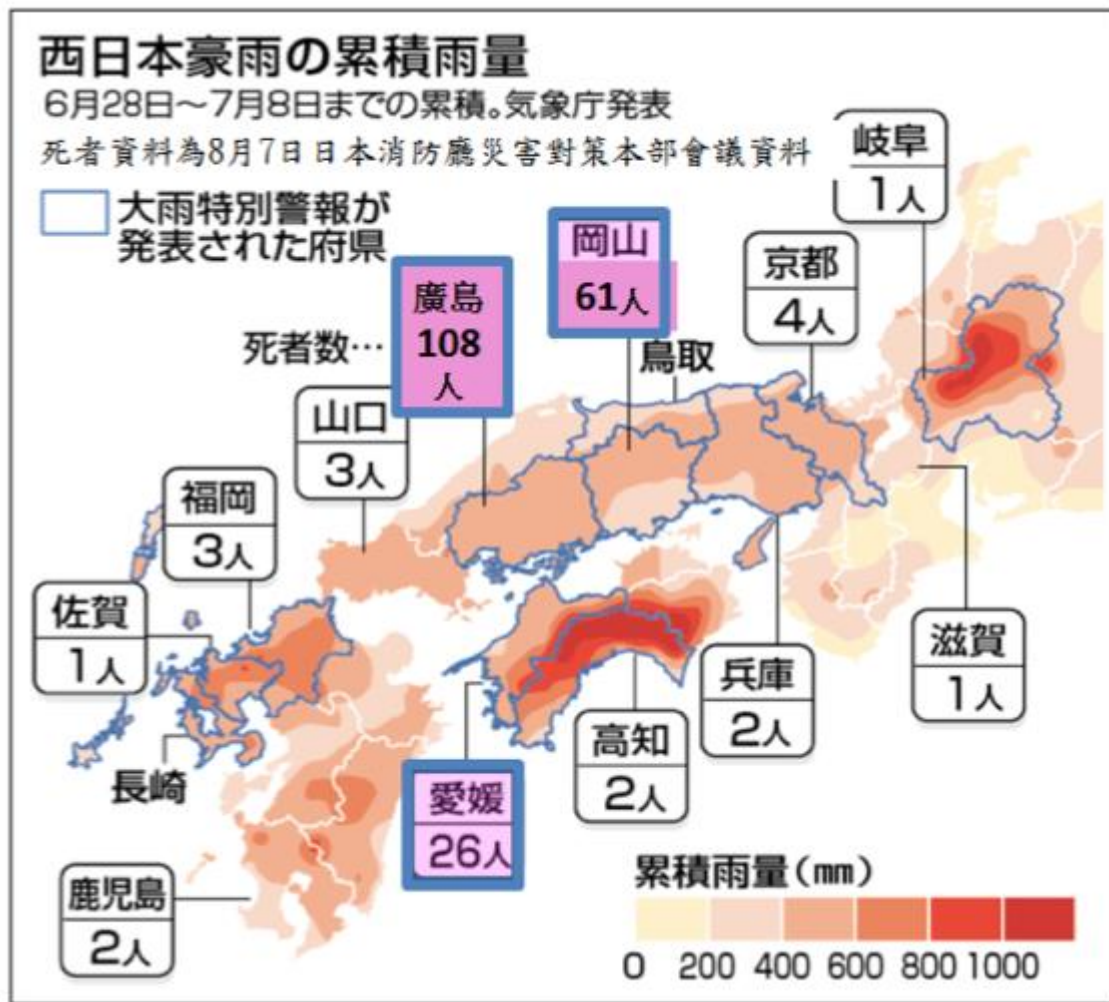 西日本豪雨の累積雨量
6月28日～7月8日までの累積。気象庁発表
死者資料為8月7日日本消防廳災害對策本部會議資料
大雨特別警報が
発表された府県
岐阜
1人
岡山
61人
京都
4人
廣島
108
人
死者数…
鳥取
山口
3人
福岡
3人
佐賀
1人
滋賀
1人
兵庫
2人
高知
2人
長崎
愛媛
26人
鹿児島
2人
累積雨量(㎜)
0 200 400 600 800 1000